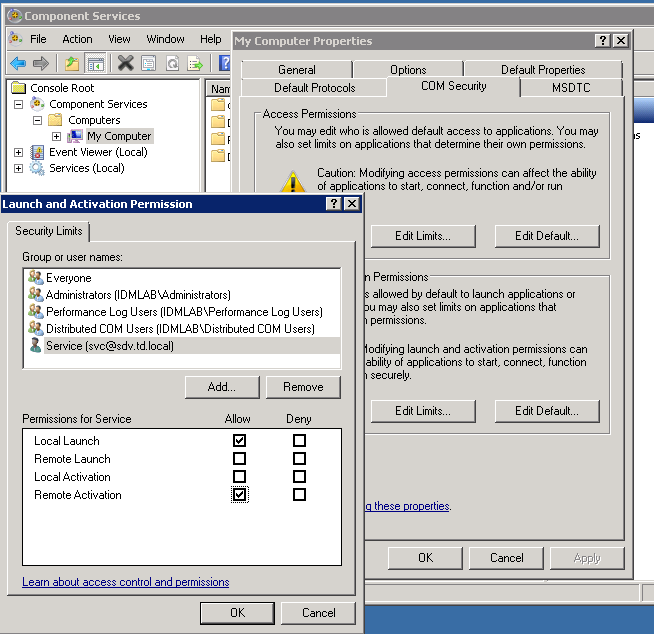 Component Services
File Action View Window Help
Console Root
Component Services
Computers
My Computer
Event Viewer (Local)
Services (Local)
My Computer Properties
General Options Default Properties
Default Protocols COM Security MSDTC
Access Permissions
You may edit who is allowed default access to applications. You may
also set limits on applications that determine their own permissions.
Caution: Modifying access permissions can affect the ability
of applications to start, connect, function and/or run
Edit Limits... Edit Default...
n Permissions
s allowed by default to launch applications or
ou may also set limits on applications that
n permissions.
Modifying launch and activation permissions can
ability of applications to start, connect, function
n securely.
Edit Limits... Edit Default...
g these properties.
OK Cancel Apply
Launch and Activation Permission
Security Limits
Group or user names:
Everyone
Administrators (IDMLAB\Administrators)
Performance Log Users (IDMLAB\Performance Log Users)
Distributed COM Users (IDMLAB\Distributed COM Users)
Service (svc@sdv.td.local)
Add... Remove
Permissions for Service Allow Deny
Local Launch
Remote Launch
Local Activation
Remote Activation
Learn about access control and permissions
OK Cancel